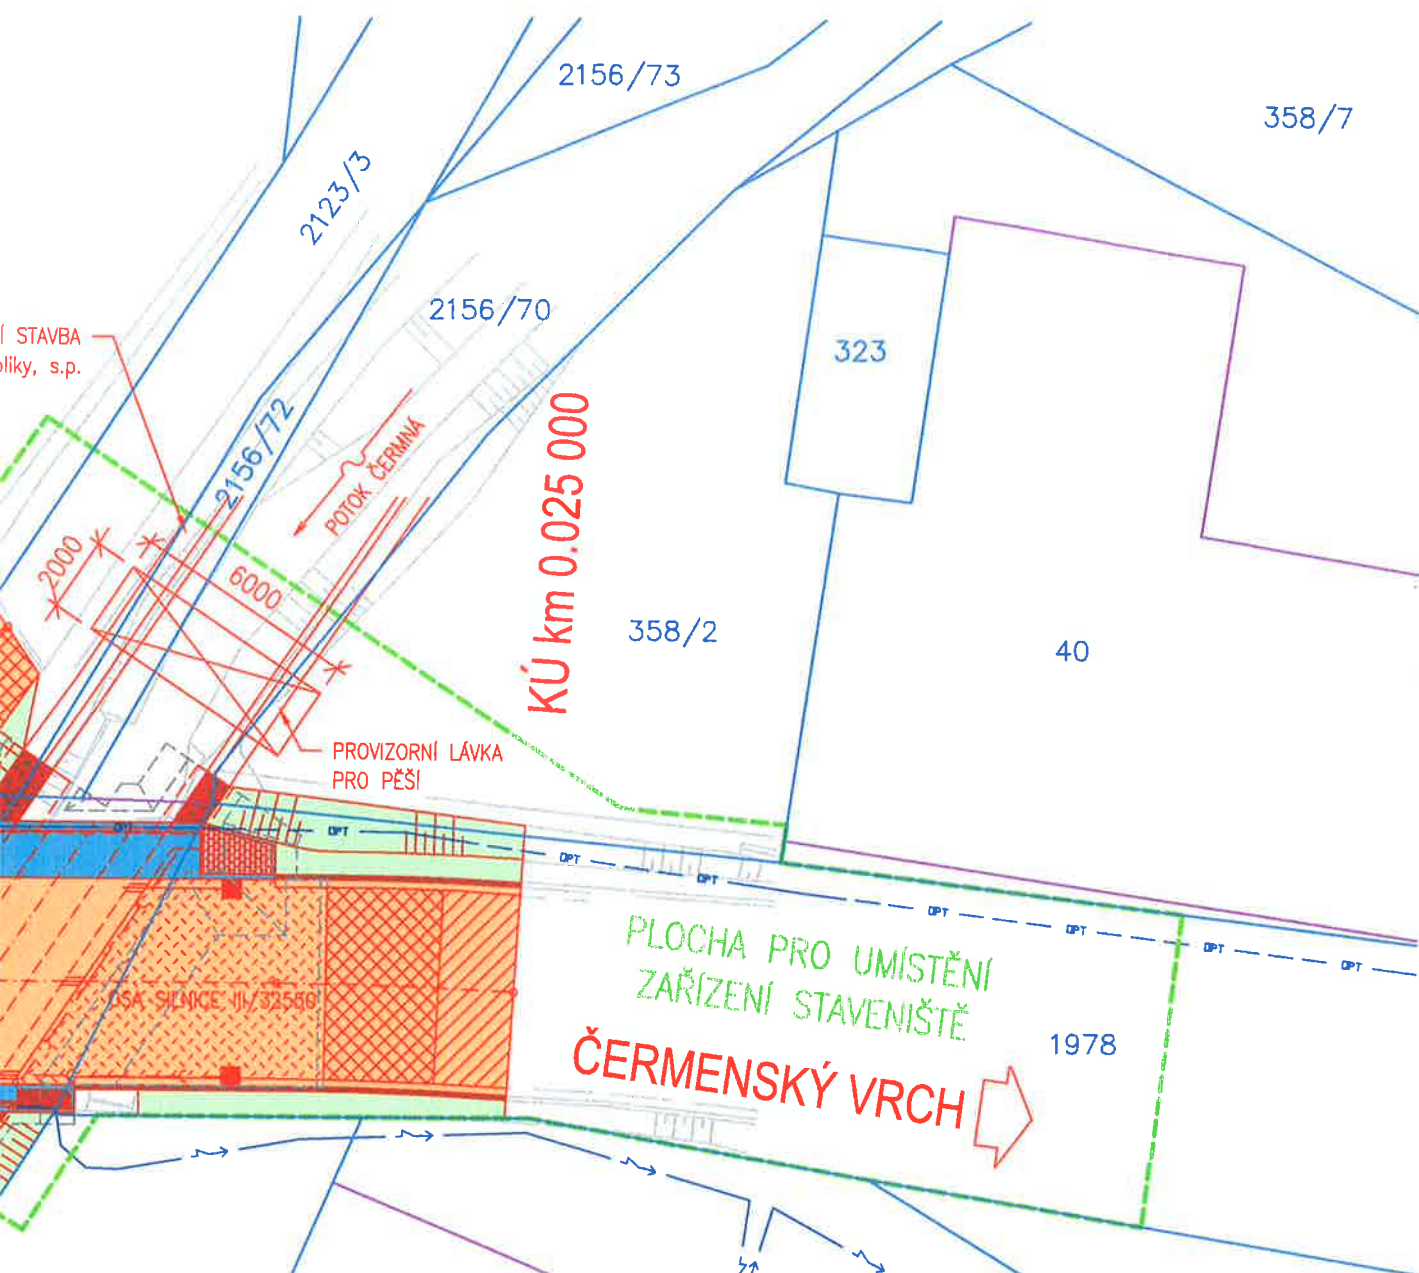 2156/73
358/7
2123/3
2156/70
Í STAVBA
oliky, s.p.
323
2156/72
POTOK ČERMNÁ
KÚ km 0.025 000
2000
6000
358/2
40
PROVIZORNÍ LÁVKA
PRO PĚŠÍ
OPT
OPT
OPT
OPT
OPT
OPT
OPT
OPT
PLOCHA PRO UMÍSTĚNÍ
ZAŘÍZENÍ STAVENIŠTĚ
OSA SILNICE III/32560
1978
ČERMENSKÝ VRCH